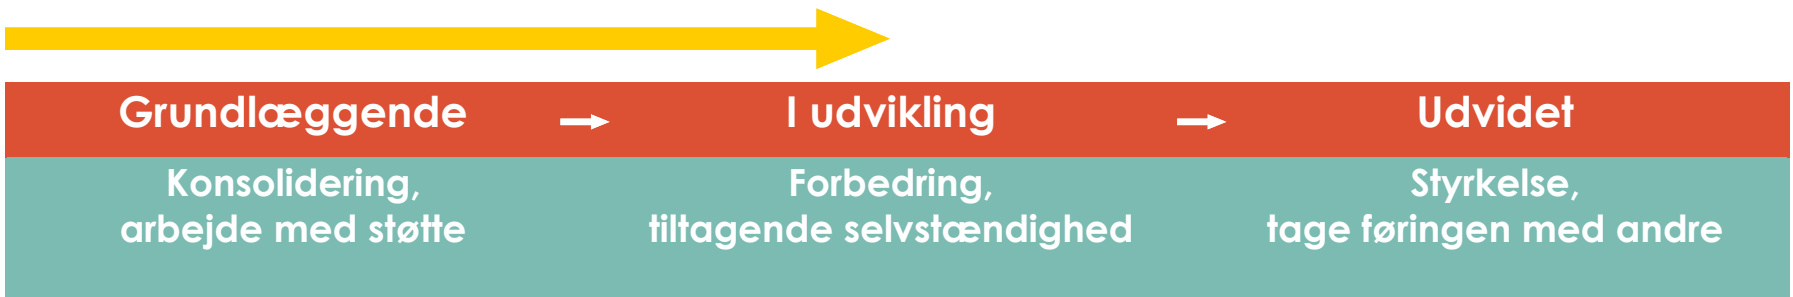 Grundlæggende → I udvikling → Udvidet
Konsolidering, Forbedring, Styrkelse,
arbejde med støtte tiltagende selvstændighed tage føringen med andre